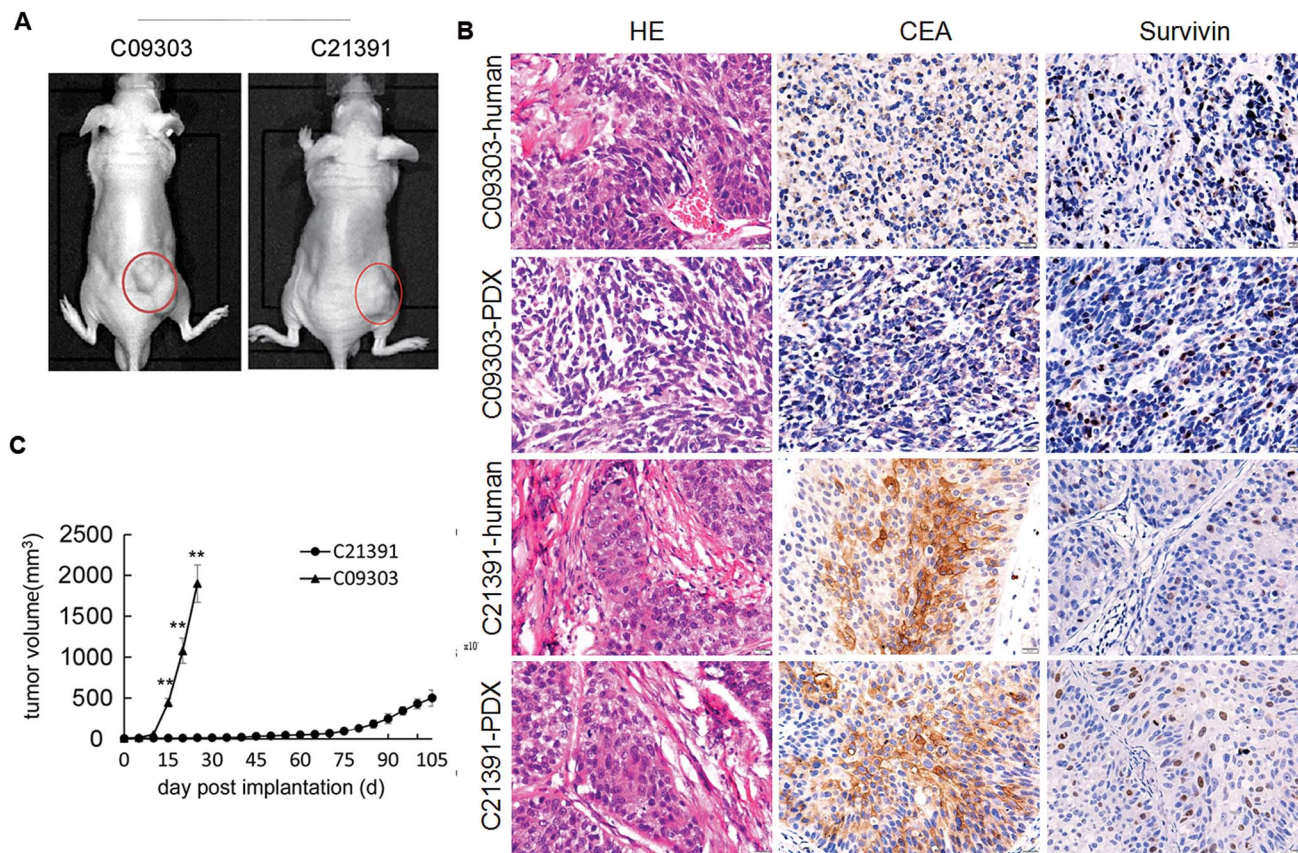 A
C09303 C21391
B
HE CEA Survivin
C09303-human
C09303-PDX
C21391-human
C21391-PDX
C
tumor volume(mm³)
2500
2000
1500
1000
500
0
C21391
C09303
**
**
**
0 15 30 45 60 75 90 105
day post implantation (d)